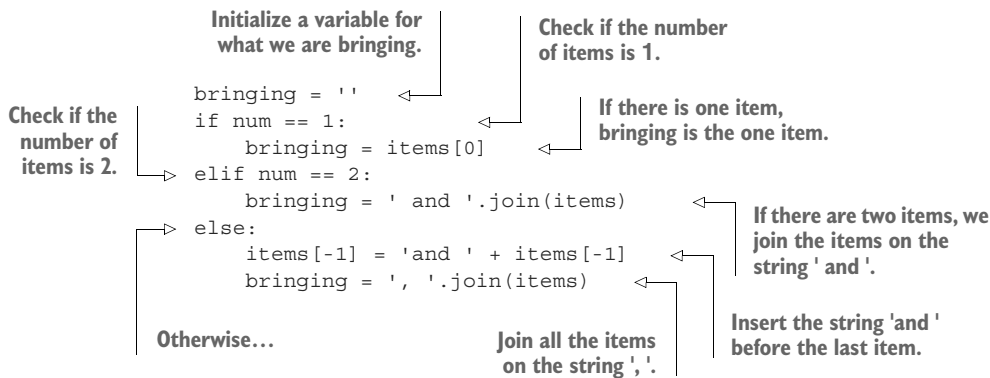 Initialize a variable for
what we are bringing.
Check if the number
of items is 1.
bringing = ''
Check if the
number of
items is 2.
if num == 1:
If there is one item,
bringing is the one item.
    bringing = items[0]
elif num == 2:
    bringing = ' and '.join(items)
If there are two items, we
join the items on the
string ' and '.
else:
    items[-1] = 'and ' + items[-1]
    bringing = ', '.join(items)
Otherwise…
Join all the items
on the string ', '.
Insert the string 'and '
before the last item.